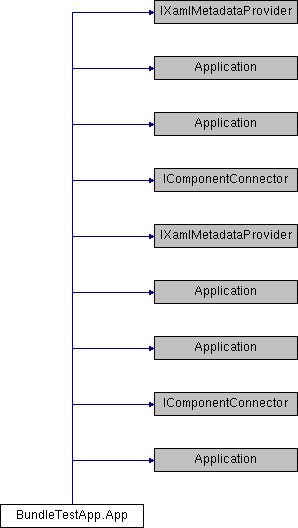 IXamlMetadataProvider
Application
Application
IComponentConnector
IXamlMetadataProvider
Application
Application
IComponentConnector
Application
BundleTestApp.App